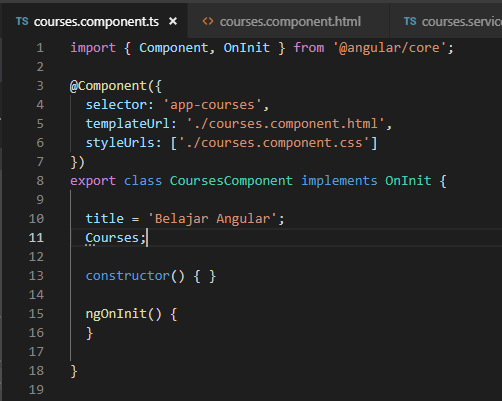 TS courses.component.ts × <> courses.component.html TS courses.service
1 import { Component, OnInit } from '@angular/core';
2
3 @Component({
4 selector: 'app-courses',
5 templateUrl: './courses.component.html',
6 styleUrls: ['./courses.component.css']
7 })
8 export class CoursesComponent implements OnInit {
9
10 title = 'Belajar Angular';
11 Courses;
12
13 constructor() { }
14
15 ngOnInit() {
16 }
17
18 }
19